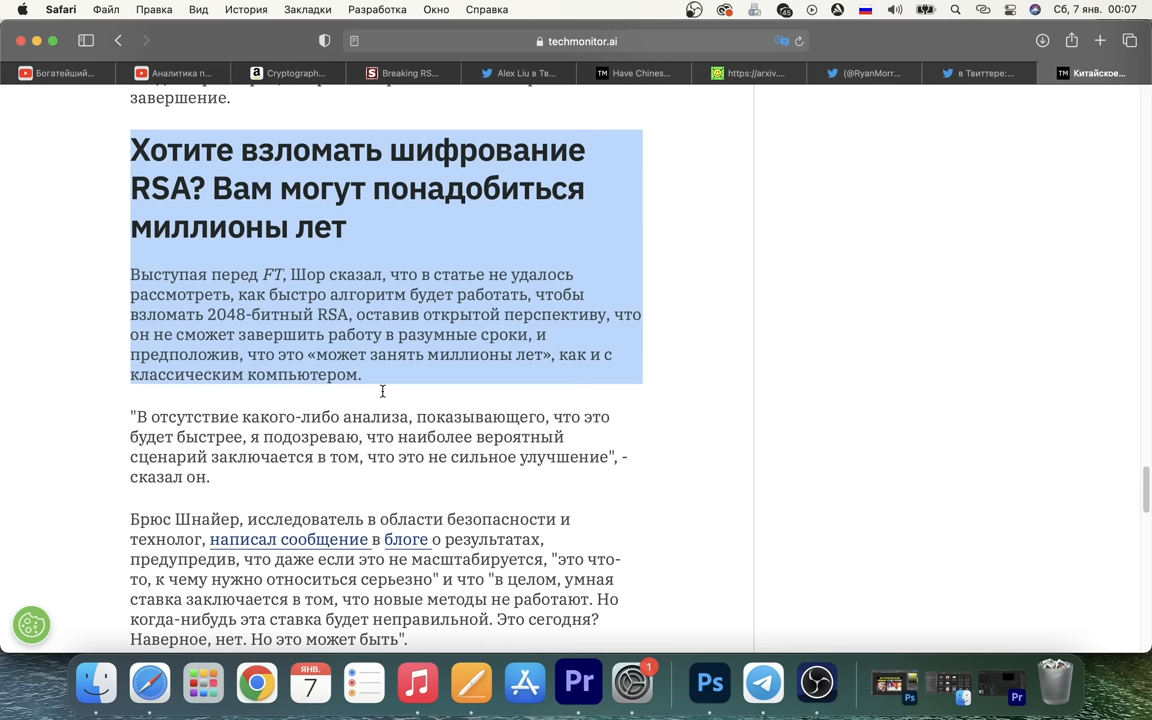 Safari Файл Правка Вид История Закладки Разработка Окно Справка
45
Сб, 7 янв. 00:07
techmonitor.ai
Богатейший...
Аналитика п...
a Cryptograph...
S Breaking RS...
Alex Liu в Тв...
TM Have Chines...
https://arxiv....
(@RyanMorr...
в Твиттере:...
TM Китайское...
завершение.
Хотите взломать шифрование
RSA? Вам могут понадобиться
миллионы лет
Выступая перед FT, Шор сказал, что в статье не удалось
рассмотреть, как быстро алгоритм будет работать, чтобы
взломать 2048-битный RSA, оставив открытой перспективу, что
он не сможет завершить работу в разумные сроки, и
предположив, что это «может занять миллионы лет», как и с
классическим компьютером.
"В отсутствие какого-либо анализа, показывающего, что это
будет быстрее, я подозреваю, что наиболее вероятный
сценарий заключается в том, что это не сильное улучшение", -
сказал он.
Брюс Шнайер, исследователь в области безопасности и
технолог, написал сообщение в блоге о результатах,
предупредив, что даже если это не масштабируется, "это что-
то, к чему нужно относиться серьезно" и что "в целом, умная
ставка заключается в том, что новые методы не работают. Но
когда-нибудь эта ставка будет неправильной. Это сегодня?
Наверное, нет. Но это может быть".
ЯНВ.
7
Pr
1
Ps
Ps
Pr